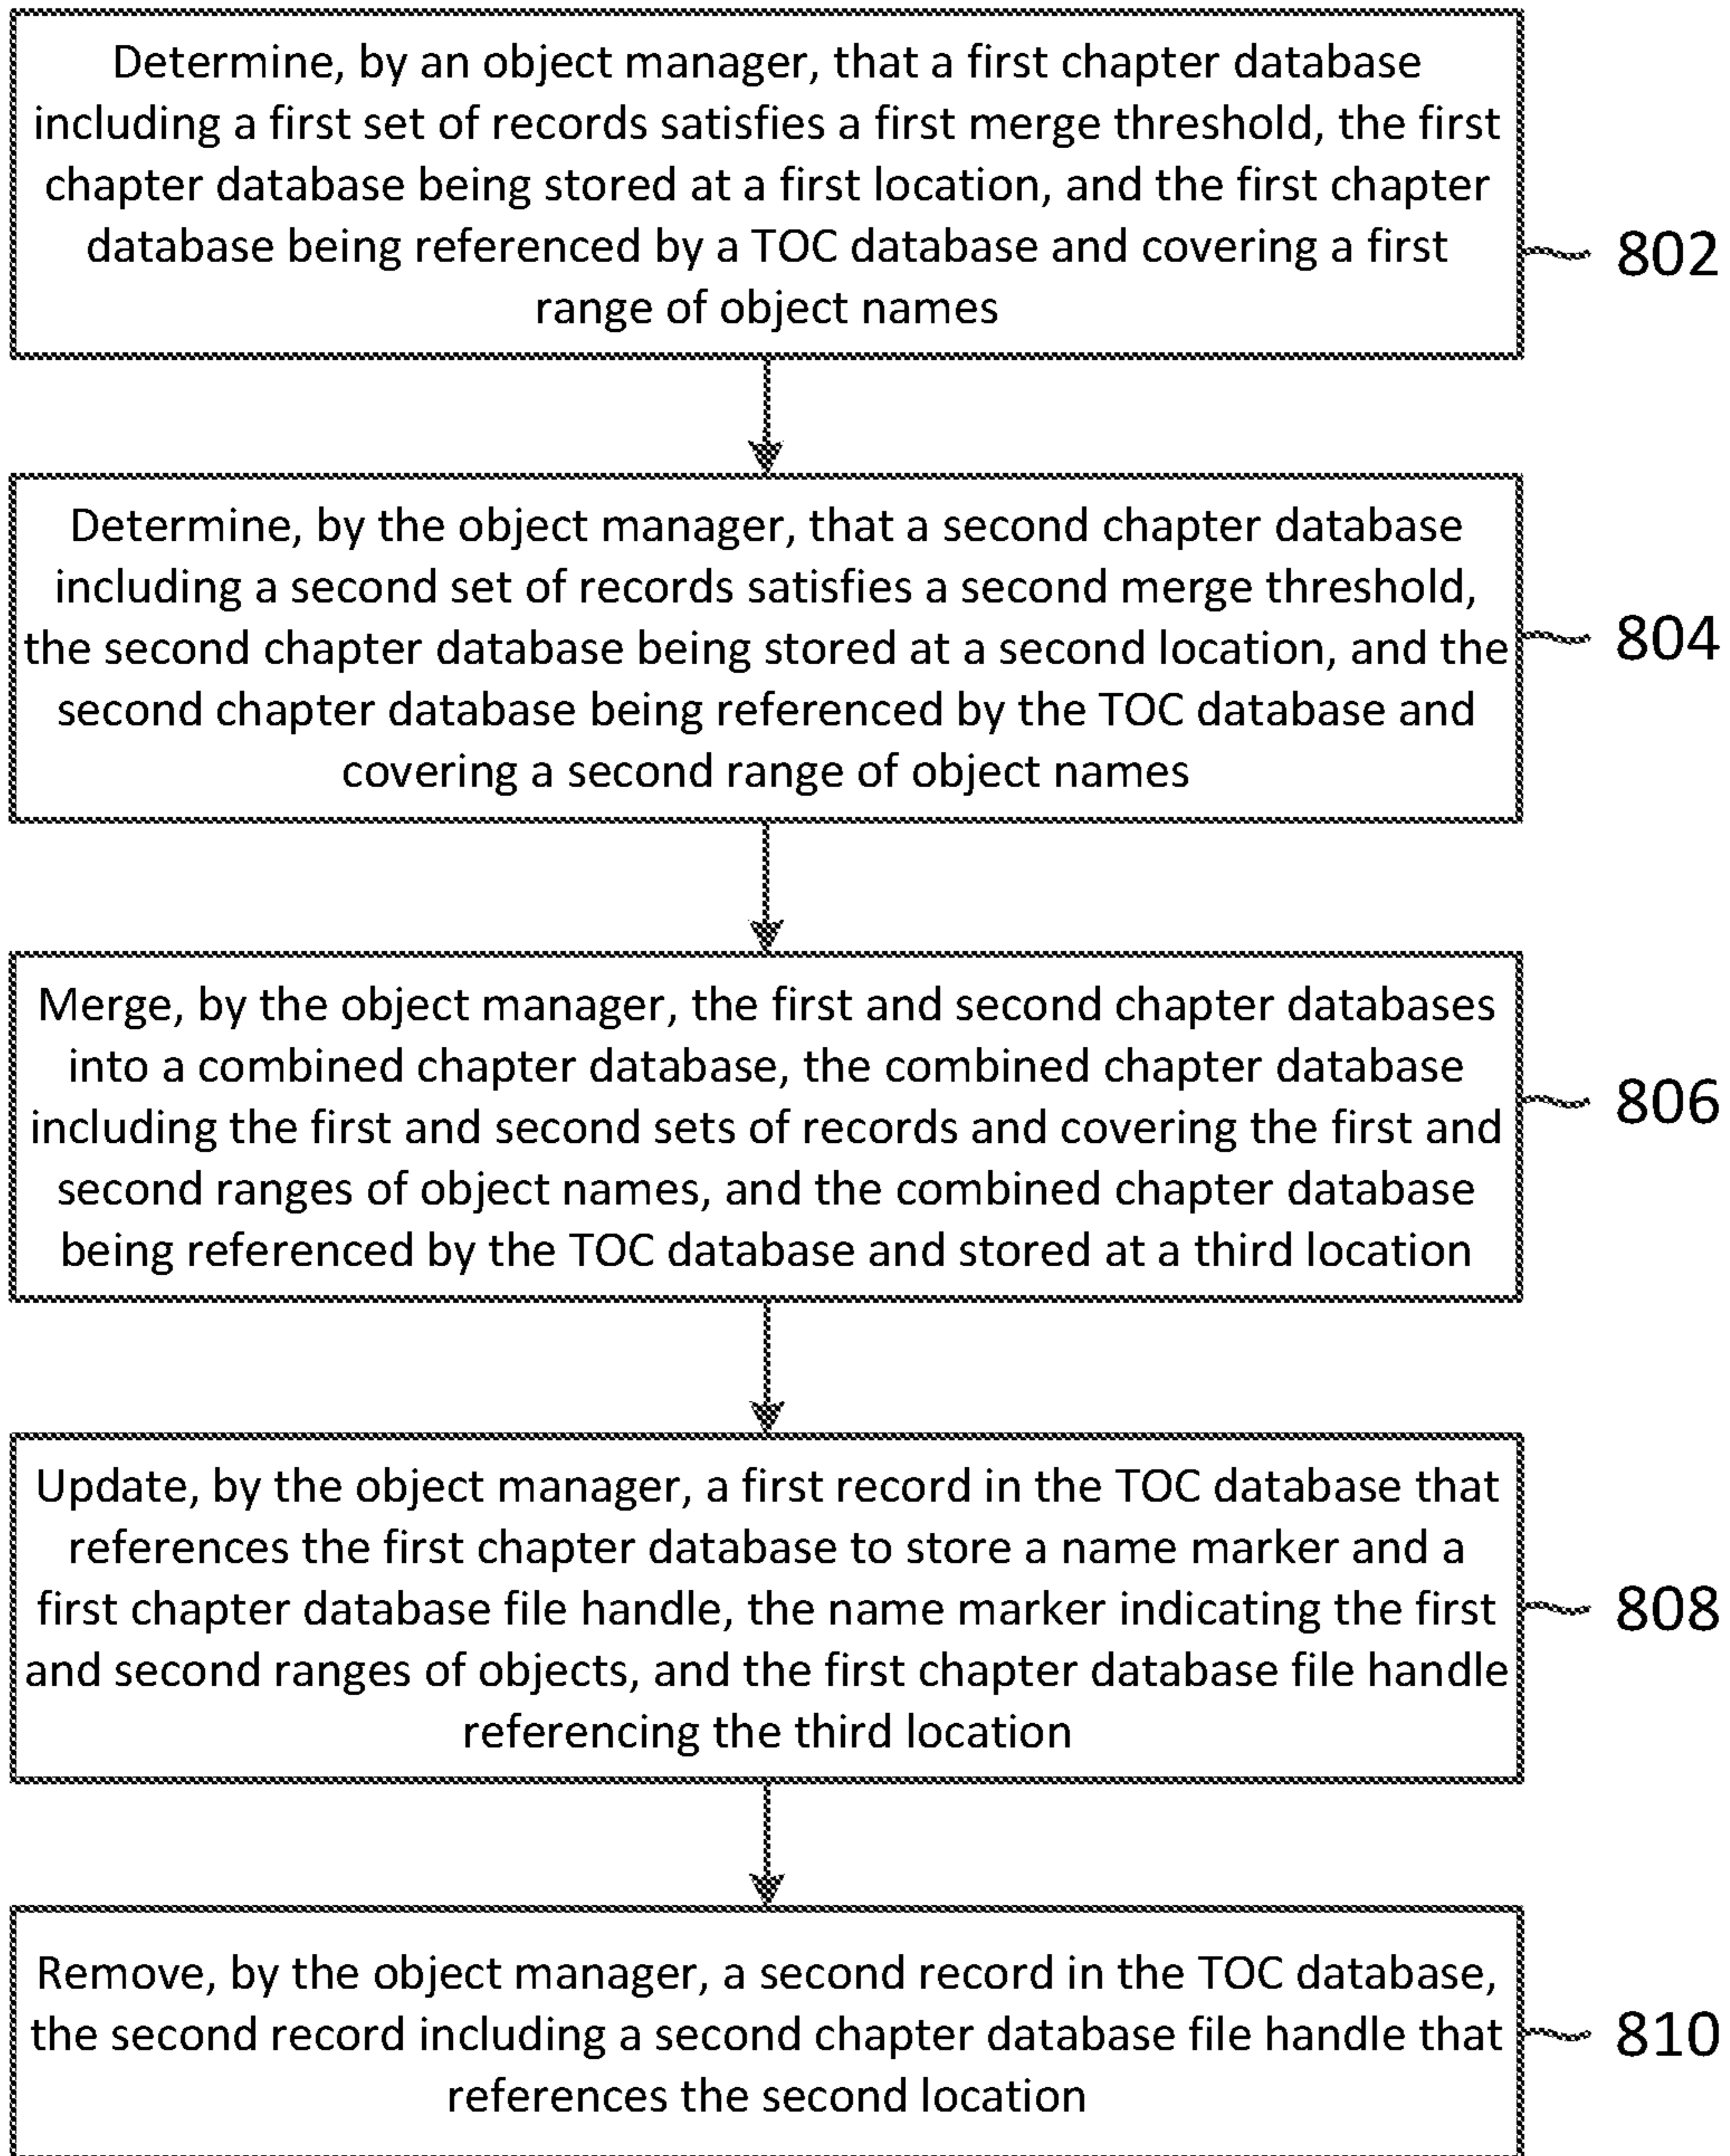 Determine, by an object manager, that a first chapter database
including a first set of records satisfies a first merge threshold, the first
chapter database being stored at a first location, and the first chapter
database being referenced by a TOC database and covering a first
range of object names
802
Determine, by the object manager, that a second chapter database
including a second set of records satisfies a second merge threshold,
the second chapter database being stored at a second location, and the
second chapter database being referenced by the TOC database and
covering a second range of object names
804
Merge, by the object manager, the first and second chapter databases
into a combined chapter database, the combined chapter database
including the first and second sets of records and covering the first and
second ranges of object names, and the combined chapter database
being referenced by the TOC database and stored at a third location
806
Update, by the object manager, a first record in the TOC database that
references the first chapter database to store a name marker and a
first chapter database file handle, the name marker indicating the first
and second ranges of objects, and the first chapter database file handle
referencing the third location
808
Remove, by the object manager, a second record in the TOC database,
the second record including a second chapter database file handle that
references the second location
810